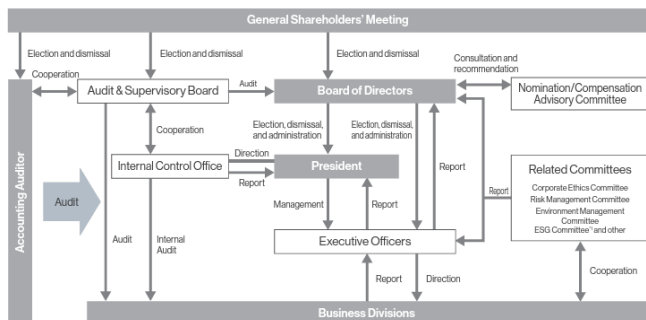 General Shareholders' Meeting
Election and dismissal
Election and dismissal
Election and dismissal
Cooperation
Consultation and
recommendation
Audit & Supervisory Board
Audit
Board of Directors
Nomination/Compensation
Advisory Committee
Cooperation
Election, dismissal,
and administration
Election, dismissal,
and administration
Internal Control Office
Direction
Report
President
Report
Related Committees
Corporate Ethics Committee
Risk Management Committee
Environment Management
Committee
ESG Committee*1 and other
Report
Accounting Auditor
Audit
Management
Report
Audit
Internal
Audit
Executive Officers
Report
Direction
Cooperation
Business Divisions